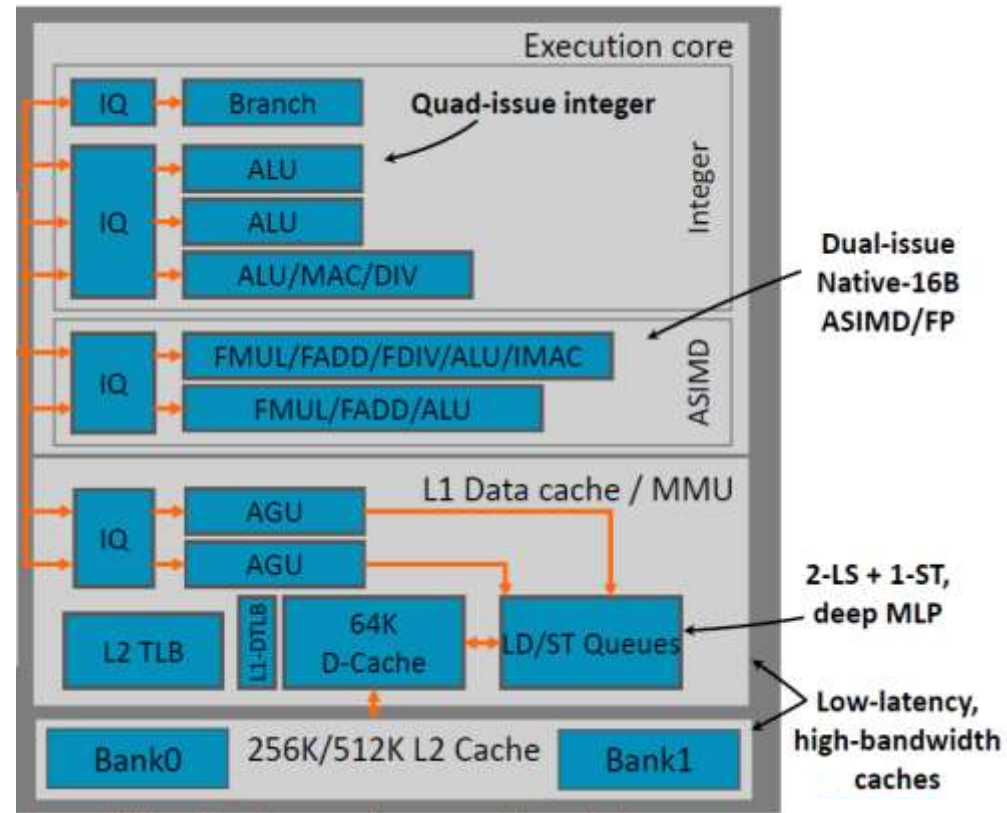 Execution core
IQ
Branch
Quad-issue integer
IQ
ALU
ALU
ALU/MAC/DIV
Integer
Dual-issue
Native-16B
ASIMD/FP
IQ
FMUL/FADD/FDIV/ALU/IMAC
FMUL/FADD/ALU
ASIMD
L1 Data cache / MMU
IQ
AGU
AGU
2-LS + 1-ST,
deep MLP
L2 TLB
L1-DTLB
64K
D-Cache
LD/ST Queues
Low-latency,
high-bandwidth
caches
Bank0
256K/512K L2 Cache
Bank1